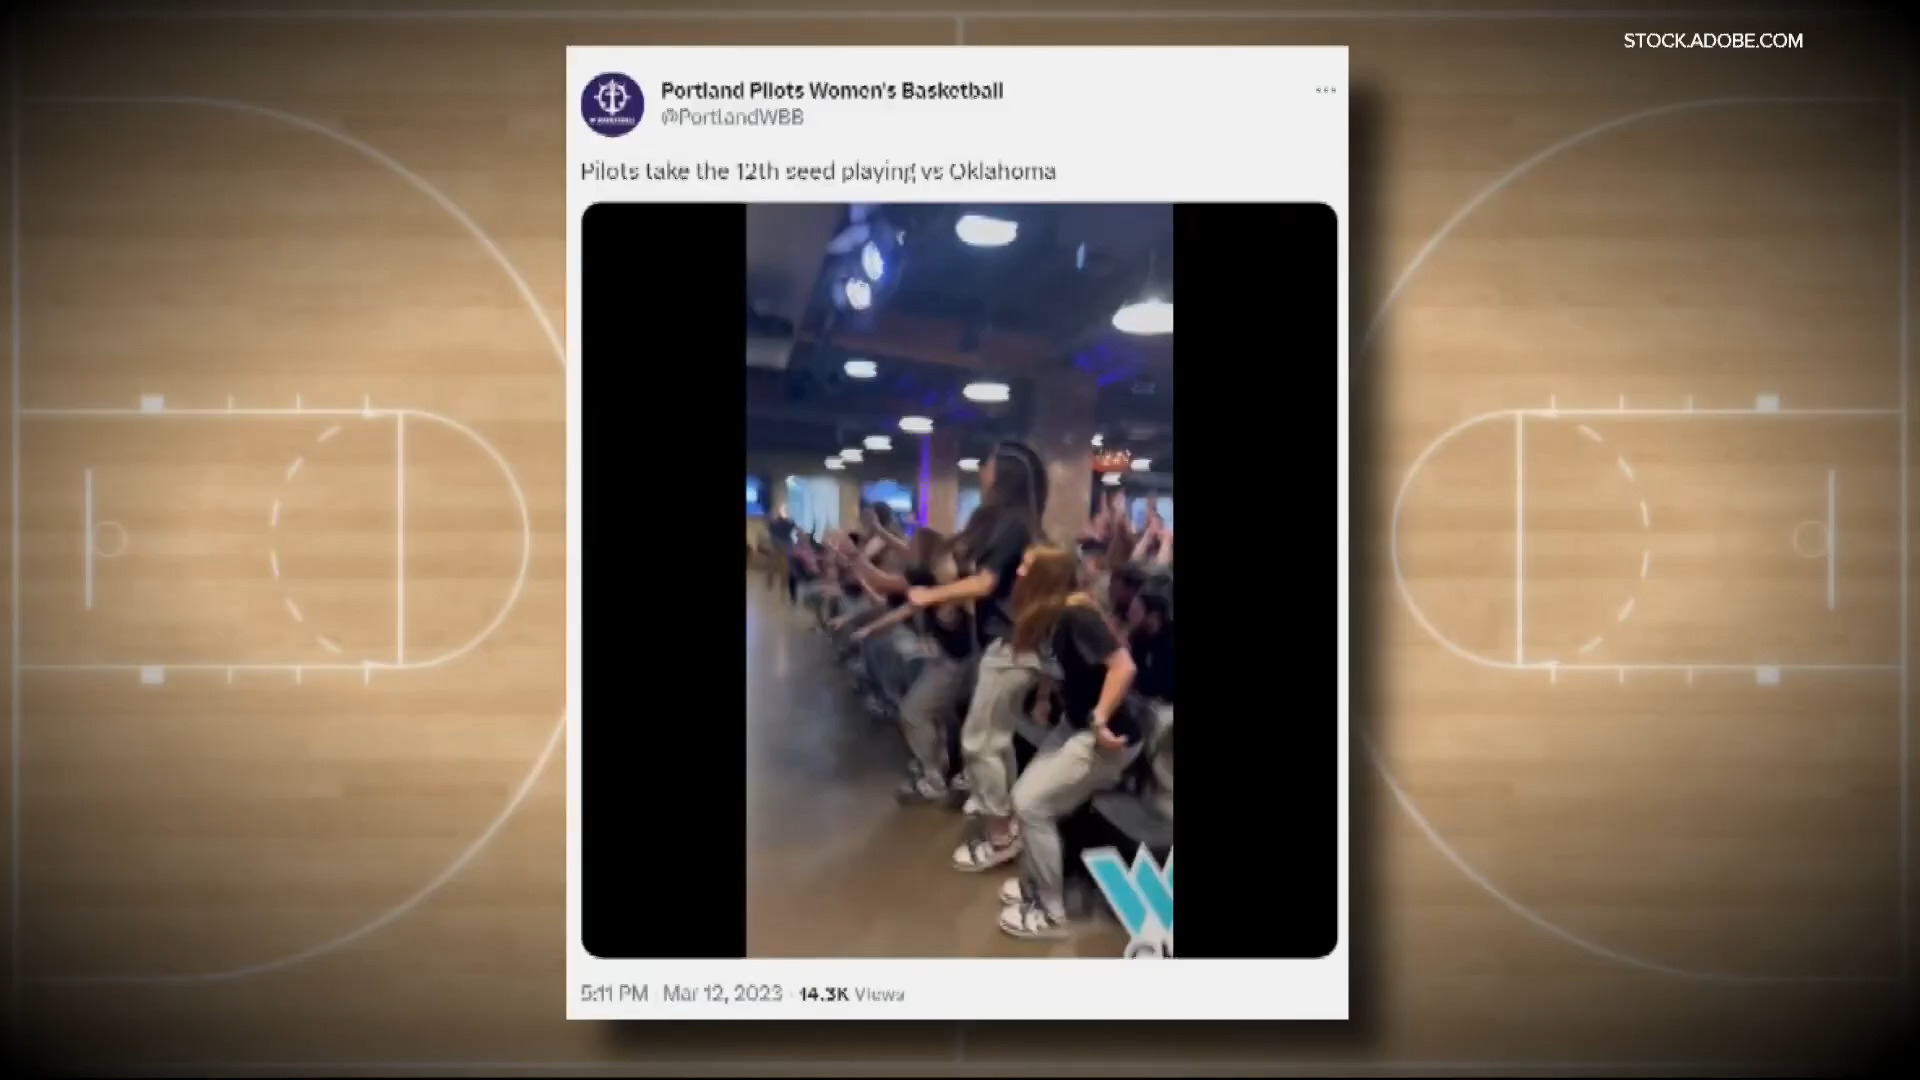 STOCK.ADOBE.COM
Portland Pilots Women's Basketball
@PortlandWBB
Pilots take the 12th seed playing vs Oklahoma
5:11 PM · Mar 12, 2023 · 14.3K Views